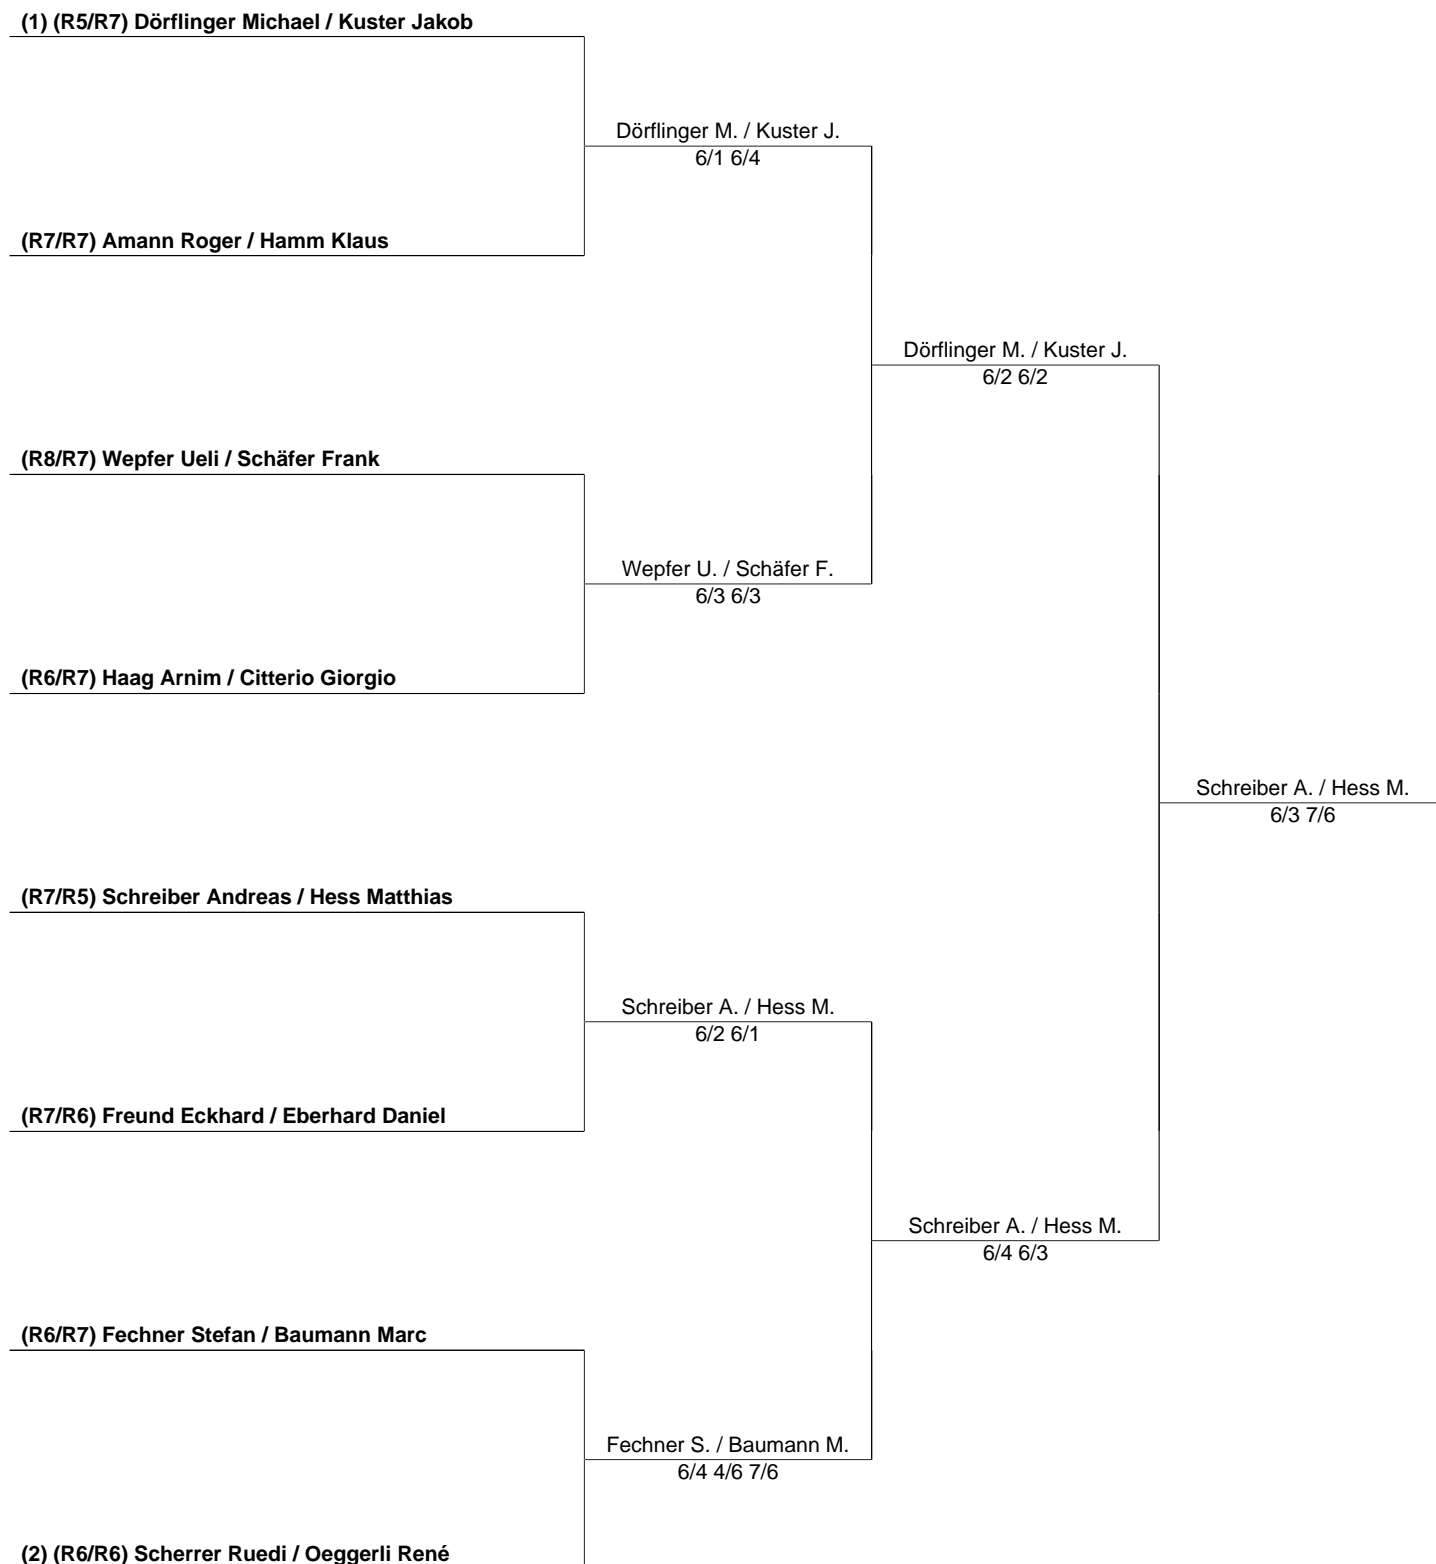 (1) (R5/R7) Dörflinger Michael / Kuster Jakob
Dörflinger M. / Kuster J.
6/1 6/4
(R7/R7) Amann Roger / Hamm Klaus
Dörflinger M. / Kuster J.
6/2 6/2
(R8/R7) Wepfer Ueli / Schäfer Frank
Wepfer U. / Schäfer F.
6/3 6/3
(R6/R7) Haag Arnim / Citterio Giorgio
Schreiber A. / Hess M.
6/3 7/6
(R7/R5) Schreiber Andreas / Hess Matthias
Schreiber A. / Hess M.
6/2 6/1
(R7/R6) Freund Eckhard / Eberhard Daniel
Schreiber A. / Hess M.
6/4 6/3
(R6/R7) Fechner Stefan / Baumann Marc
Fechner S. / Baumann M.
6/4 4/6 7/6
(2) (R6/R6) Scherrer Ruedi / Oeggerli René